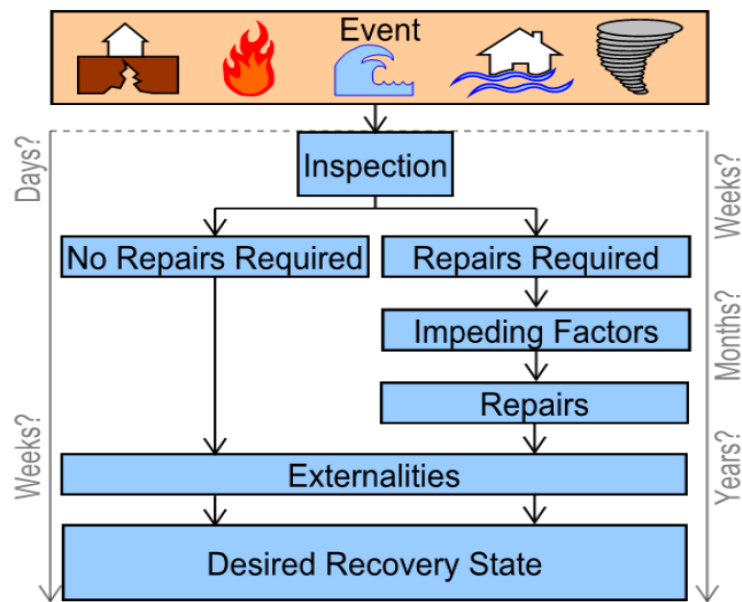 Event
Days?
Inspection
Weeks?
No Repairs Required
Repairs Required
Impeding Factors
Months?
Repairs
Weeks?
Externalities
Years?
Desired Recovery State